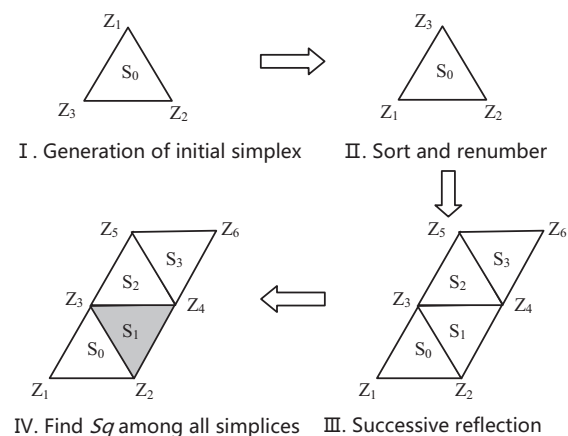 Z₁
S₀
Z₃
Z₂
Ⅰ. Generation of initial simplex
Z₃
S₀
Z₁
Z₂
Ⅱ. Sort and renumber
Z₅
Z₆
S₃
S₂
Z₃
Z₄
S₁
S₀
Z₁
Z₂
IV. Find Sq among all simplices
Z₅
Z₆
S₃
S₂
Z₃
Z₄
S₁
S₀
Z₁
Z₂
Ⅲ. Successive reflection